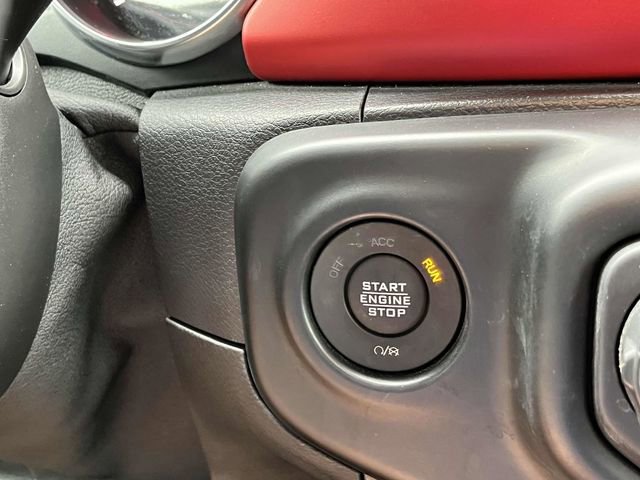 OFF ACC RUN
START
ENGINE
STOP